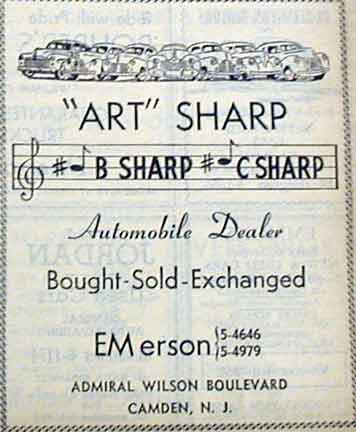 "ART" SHARP
# B SHARP # C SHARP
Automobile Dealer
Bought-Sold-Exchanged
EMerson 5-4646
5-4979
ADMIRAL WILSON BOULEVARD
CAMDEN, N. J.